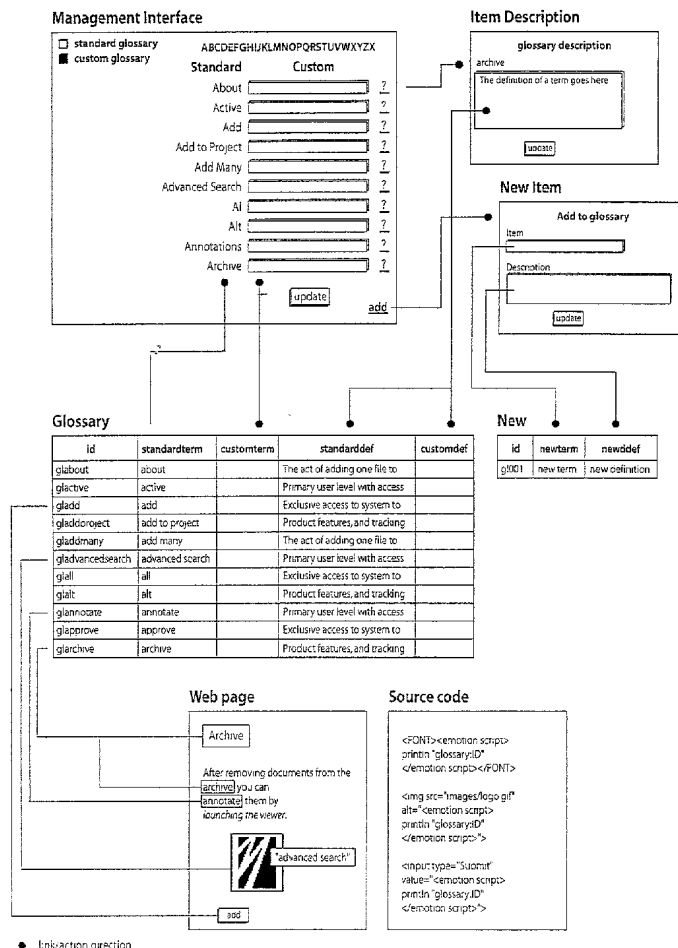 Management Interface
standard glossary
custom glossary
ABCDEFGHIJKLMNOPQRSTUVWXYZX
Standard Custom
About ?
Active ?
Add ?
Add to Project ?
Add Many ?
Advanced Search ?
Al ?
Alt ?
Annotations ?
Archive ?
update
add
Item Description
glossary description
archive
The definition of a term goes here
update
New Item
Add to glossary
Item
Description
update
Glossary
id standardterm customterm standarddef customdef
glabout about The act of adding one file to
glactive active Primary user level with access
gladd add Exclusive access to system to
gladdproject add to project Product features, and tracking
gladdmany add many The act of adding one file to
gladvancedsearch advanced search Primary user level with access
glall all Exclusive access to system to
glalt alt Product features, and tracking
glannotate annotate Primary user level with access
glapprove approve Exclusive access to system to
glarchive archive Product features, and tracking
New
id newterm newddef
gl001 new term new definition
Web page
Archive
After removing documents from the
archive you can
annotate them by
launching the viewer.
"advanced search"
add
Source code
<FONT><emotion script>
println "glossary:ID"
</emotion script></FONT>
<img src="images/logo gif"
alt="<emotion script>
println "glossary:ID"
</emotion script>">
<input type="Submit"
value="<emotion script>
println "glossary:ID"
</emotion script>">
link/action direction